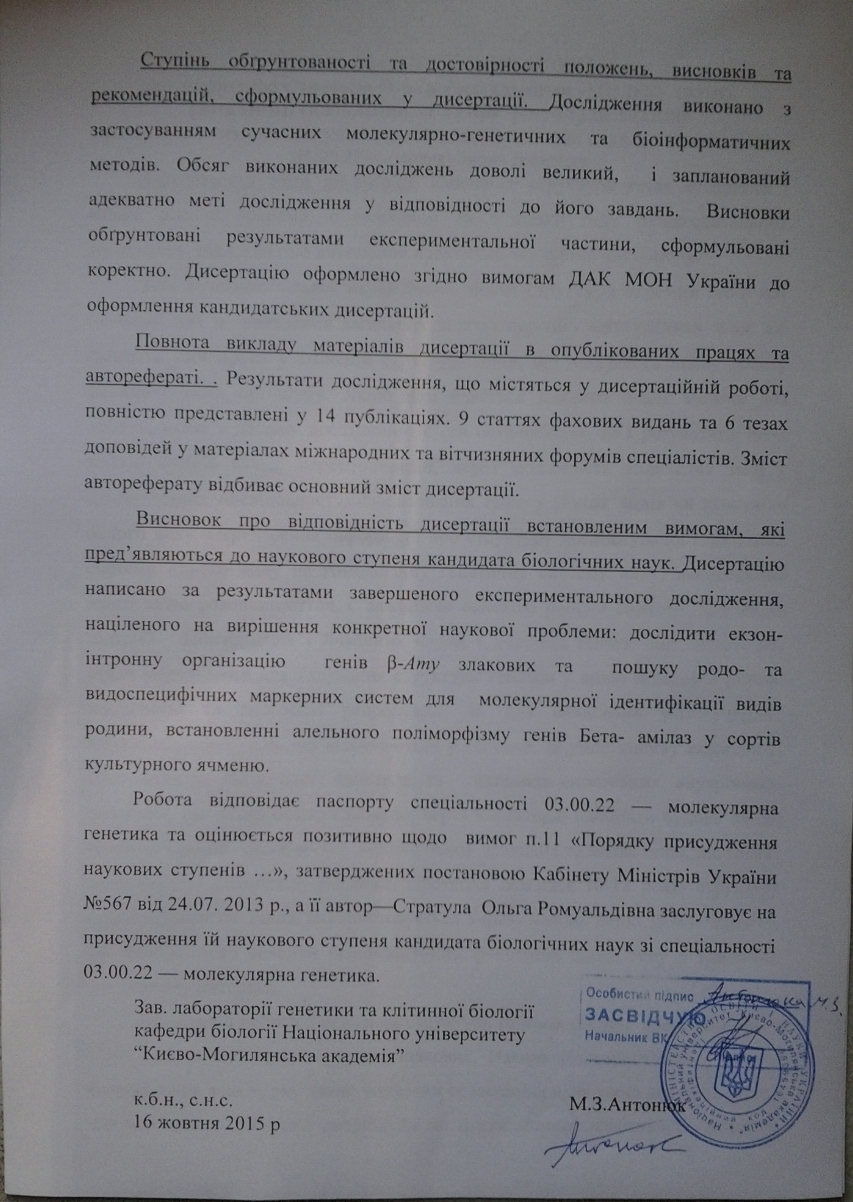 Ступінь обґрунтованості та достовірності положень, висновків та
рекомендацій, сформульованих у дисертації. Дослідження виконано з
застосуванням сучасних молекулярно-генетичних та біоінформатичних
методів. Обсяг виконаних досліджень доволі великий, і запланований
адекватно меті дослідження у відповідності до його завдань. Висновки
обґрунтовані результатами експериментальної частини, сформульовані
коректно. Дисертацію оформлено згідно вимогам ДАК МОН України до
оформлення кандидатських дисертацій.
Повнота викладу матеріалів дисертації в опублікованих працях та
авторефераті. . Результати дослідження, що містяться у дисертаційній роботі,
повністю представлені у 14 публікаціях. 9 статтях фахових видань та 6 тезах
доповідей у матеріалах міжнародних та вітчизняних форумів спеціалістів. Зміст
автореферату відбиває основний зміст дисертації.
Висновок про відповідність дисертації встановленим вимогам, які
пред’являються до наукового ступеня кандидата біологічних наук. Дисертацію
написано за результатами завершеного експериментального дослідження,
націленого на вирішення конкретної наукової проблеми: дослідити екзон-
інтронну організацію генів β-Amy злакових та пошуку родо- та
видоспецифічних маркерних систем для молекулярної ідентифікації видів
родини, встановленні алельного поліморфізму генів Бета- амілаз у сортів
культурного ячменю.
Робота відповідає паспорту спеціальності 03.00.22 — молекулярна
генетика та оцінюється позитивно щодо вимог п.11 «Порядку присудження
наукових ступенів …», затверджених постановою Кабінету Міністрів України
№567 від 24.07. 2013 р., а її автор—Стратула Ольга Ромуальдівна заслуговує на
присудження їй наукового ступеня кандидата біологічних наук зі спеціальності
03.00.22 — молекулярна генетика.
Зав. лабораторії генетики та клітинної біології
кафедри біології Національного університету
“Києво-Могилянська академія”
Особистий підпис Антонюка М.З.
ЗАСВІДЧУЮ
Начальник ВК
к.б.н., с.н.с.
М.З.Антонюк
16 жовтня 2015 р